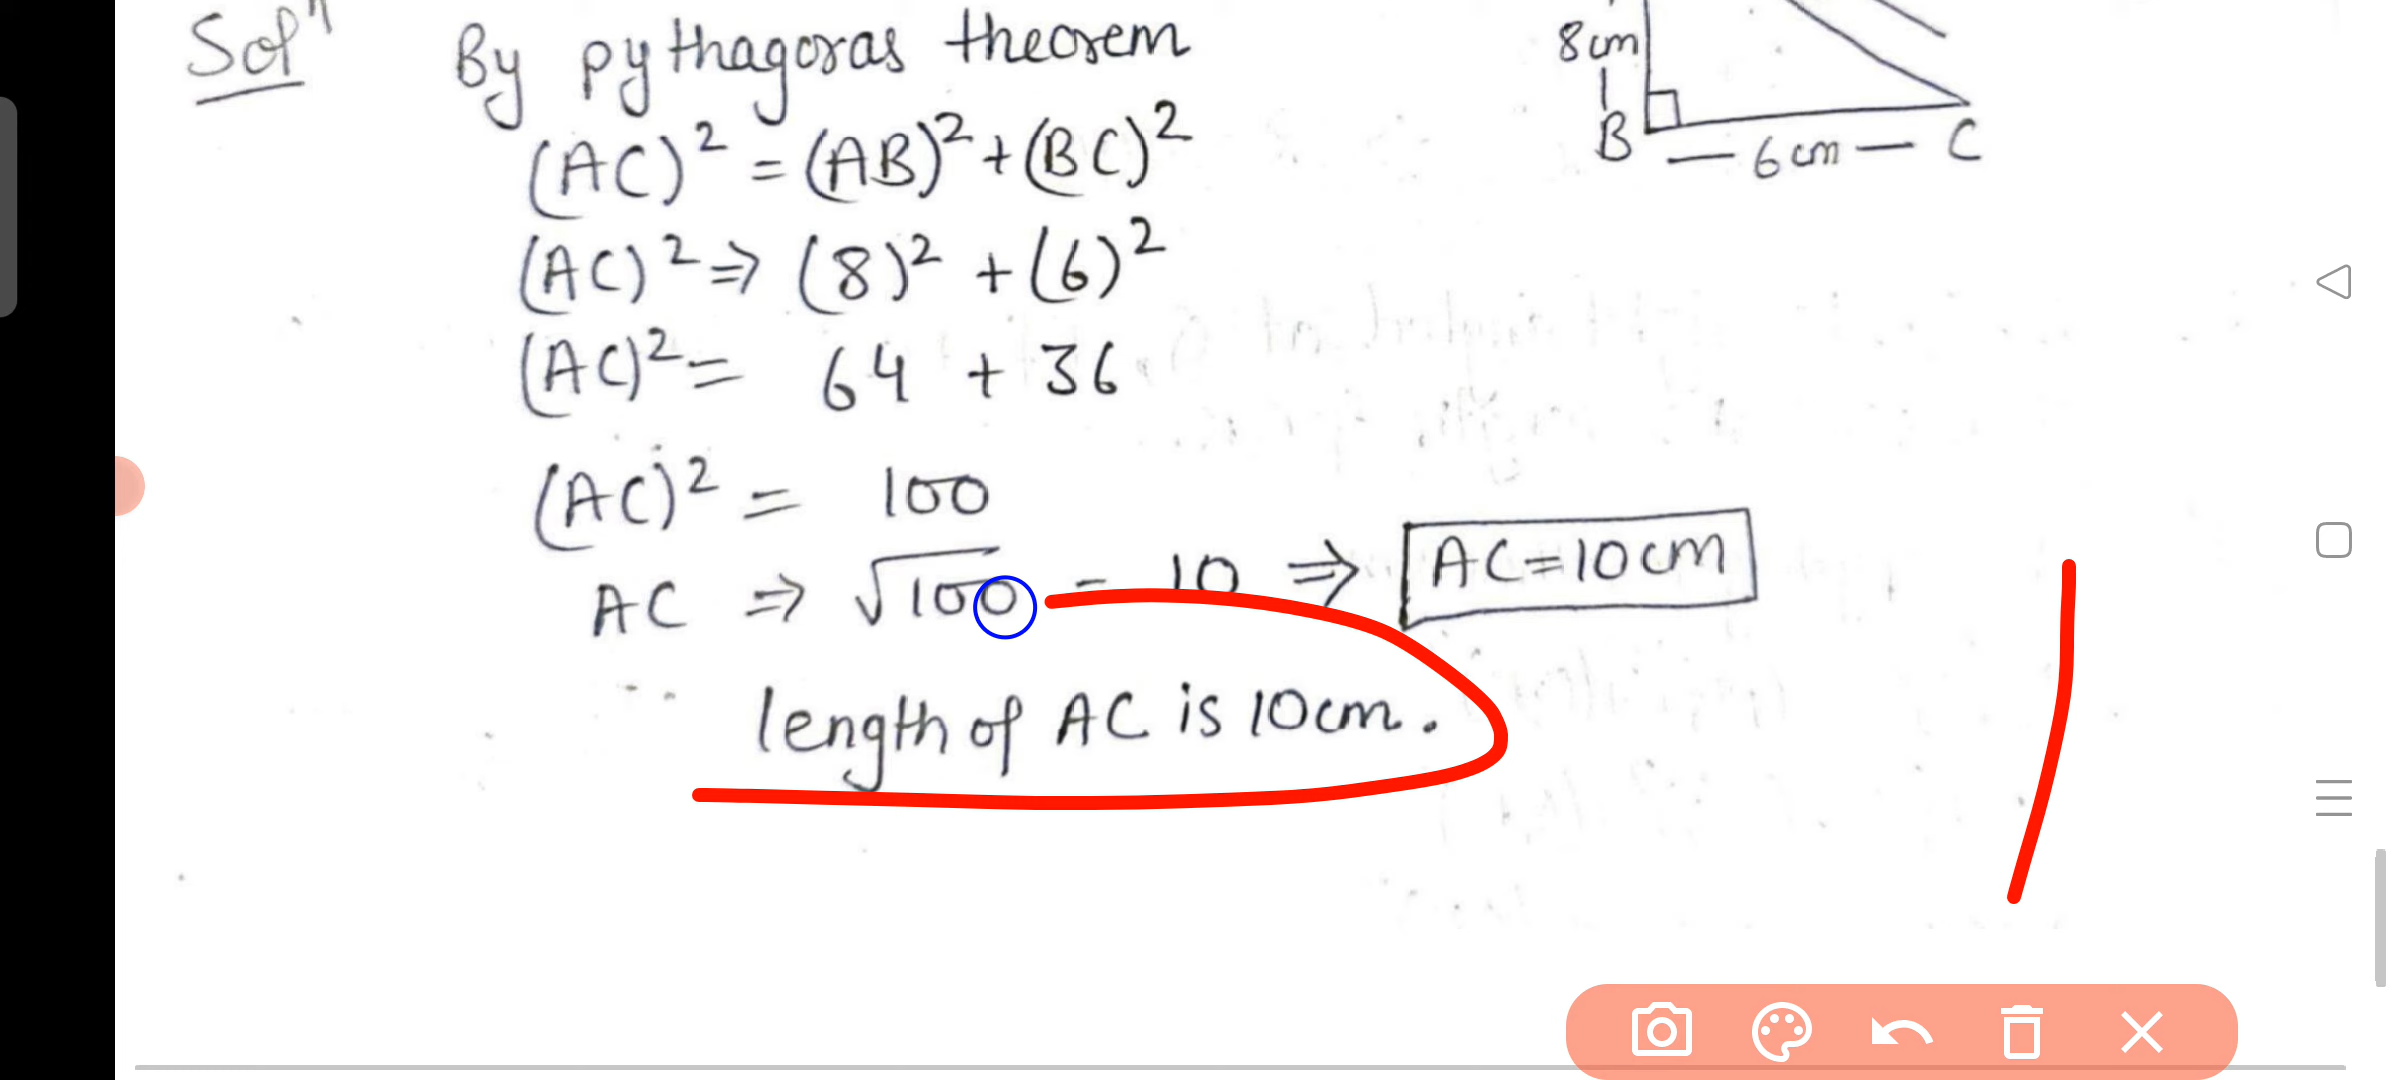 Solⁿ By pythagoras theorem
8cm
B 6cm C
(AC)² = (AB)² + (BC)²
(AC)² ⇒ (8)² + (6)²
(AC)² = 64 + 36
(AC)² = 100
AC ⇒ √100 = 10 ⇒ AC=10cm
length of AC is 10cm.